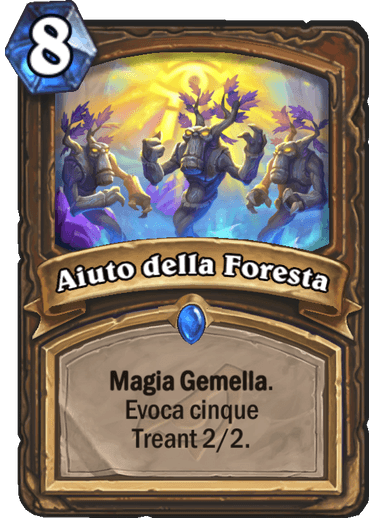 8
Aiuto della Foresta
Magia Gemella.
Evoca cinque
Treant 2/2.